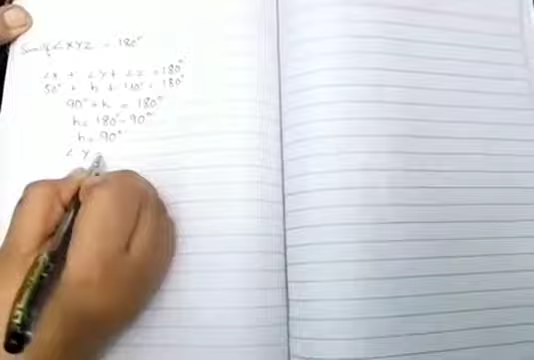 Sum of ∠XYZ = 180°
∠X + ∠Y + ∠Z = 180°
50° + h + 40° = 180°
90° + h = 180°
h = 180° - 90°
h = 90°
∠Y